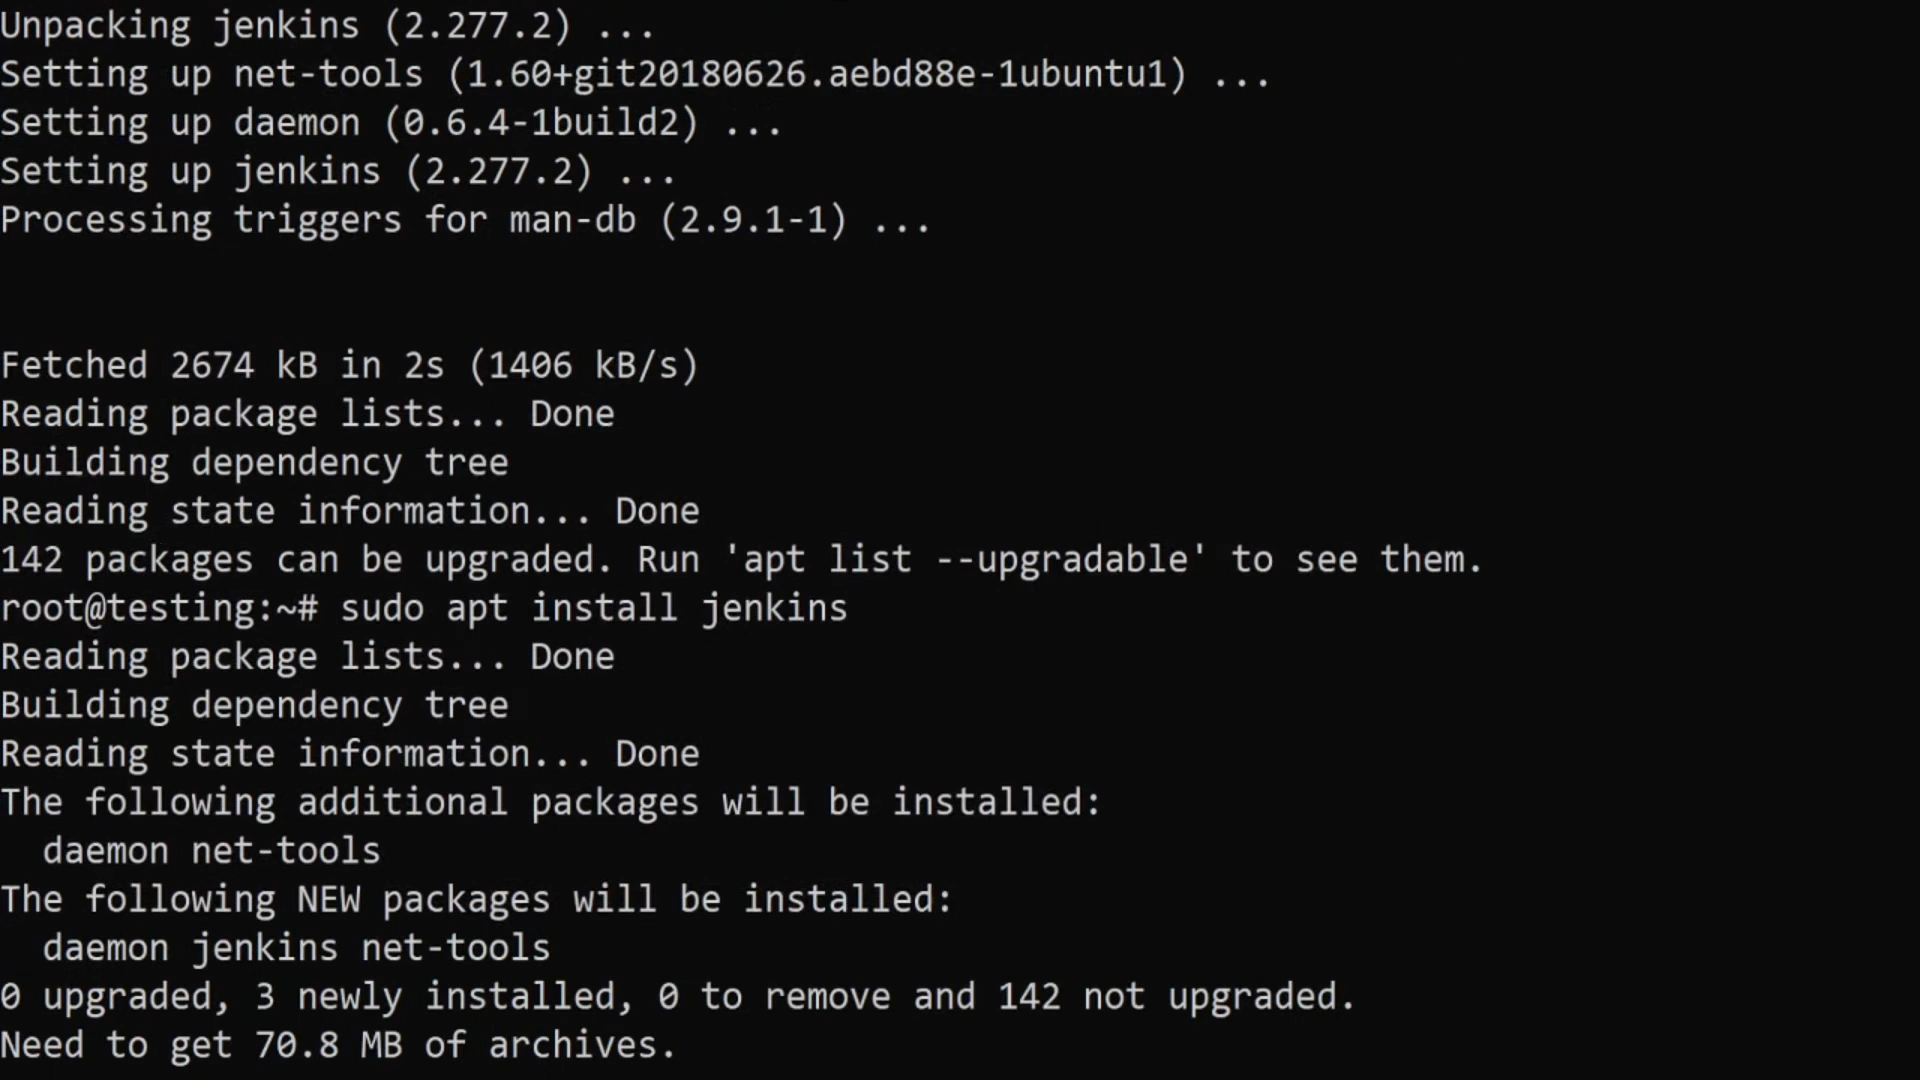 Unpacking jenkins (2.277.2) ...
Setting up net-tools (1.60+git20180626.aebd88e-1ubuntu1) ...
Setting up daemon (0.6.4-1build2) ...
Setting up jenkins (2.277.2) ...
Processing triggers for man-db (2.9.1-1) ...
Fetched 2674 kB in 2s (1406 kB/s)
Reading package lists... Done
Building dependency tree
Reading state information... Done
142 packages can be upgraded. Run 'apt list --upgradable' to see them.
root@testing:~# sudo apt install jenkins
Reading package lists... Done
Building dependency tree
Reading state information... Done
The following additional packages will be installed:
  daemon net-tools
The following NEW packages will be installed:
  daemon jenkins net-tools
0 upgraded, 3 newly installed, 0 to remove and 142 not upgraded.
Need to get 70.8 MB of archives.